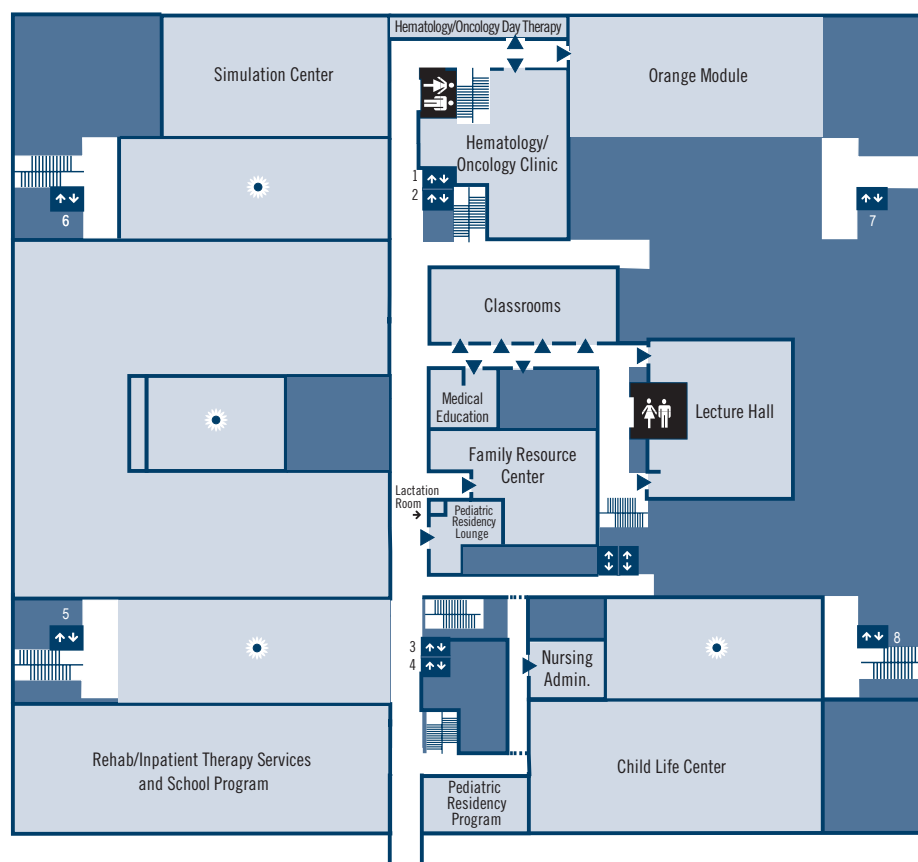 Hematology/Oncology Day Therapy
Simulation Center
Orange Module
Hematology/
Oncology Clinic
1
2
6
7
Classrooms
Medical
Education
Lecture Hall
Family Resource
Center
Lactation
Room
Pediatric
Residency
Lounge
5
3
4
8
Nursing
Admin.
Rehab/Inpatient Therapy Services
and School Program
Child Life Center
Pediatric
Residency
Program